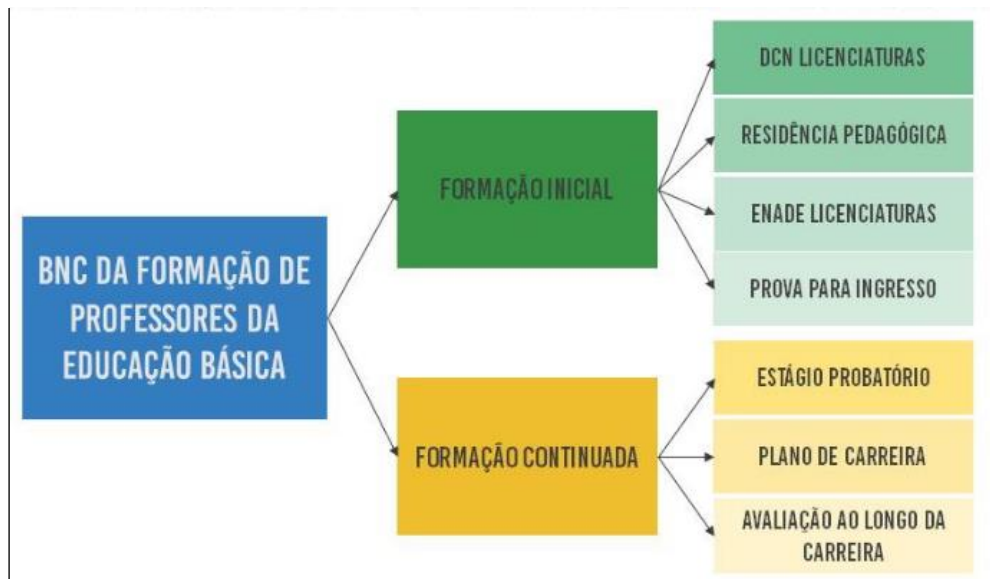 BNC DA FORMAÇÃO DE
PROFESSORES DA
EDUCAÇÃO BÁSICA
FORMAÇÃO INICIAL
DCN LICENCIATURAS
RESIDÊNCIA PEDAGÓGICA
ENADE LICENCIATURAS
PROVA PARA INGRESSO
FORMAÇÃO CONTINUADA
ESTÁGIO PROBATÓRIO
PLANO DE CARREIRA
AVALIAÇÃO AO LONGO DA
CARREIRA